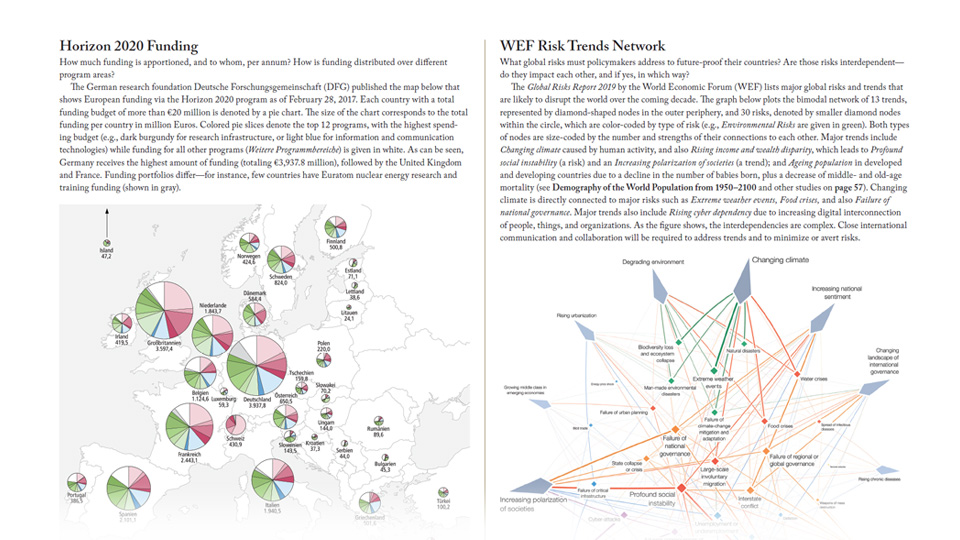 Horizon 2020 Funding
How much funding is apportioned, and to whom, per annum? How is funding distributed over different
program areas?
The German research foundation Deutsche Forschungsgemeinschaft (DFG) published the map below that
shows European funding via the Horizon 2020 program as of February 28, 2017. Each country with a total
funding budget of more than €20 million is denoted by a pie chart. The size of the chart corresponds to the total
funding per country in million Euros. Colored pie slices denote the top 12 programs, with the highest spend-
ing budget (e.g., dark burgundy for research infrastructure, or light blue for information and communication
technologies) while funding for all other programs (Weitere Programmbereiche) is given in white. As can be seen,
Germany receives the highest amount of funding (totaling €3,937.8 million), followed by the United Kingdom
and France. Funding portfolios differ—for instance, few countries have Euratom nuclear energy research and
training funding (shown in gray).
Island
47,2
Norwegen
424,6
Schweden
824,0
Finnland
500,8
Estland
71,1
Lettland
38,6
Litauen
24,1
Dänemark
584,4
Niederlande
1.843,7
Irland
419,5
Großbritannien
3.597,4
Polen
220,0
Tschechien
159,8
Belgien
1.124,6
Luxemburg
59,3
Deutschland
3.937,8
Slowakei
70,2
Österreich
650,5
Ungarn
144,0
Frankreich
2.443,1
Schweiz
430,9
Slowenien
143,5
Kroatien
37,3
Serbien
44,0
Rumänien
89,6
Bulgarien
45,3
Portugal
386,5
Spanien
2.101,1
Italien
1.940,5
Griechenland
Türkei
100,2
WEF Risk Trends Network
What global risks must policymakers address to future-proof their countries? Are those risks interdependent—
do they impact each other, and if yes, in which way?
The Global Risks Report 2019 by the World Economic Forum (WEF) lists major global risks and trends that
are likely to disrupt the world over the coming decade. The graph below plots the bimodal network of 13 trends,
represented by diamond-shaped nodes in the outer periphery, and 30 risks, denoted by smaller diamond nodes
within the circle, which are color-coded by type of risk (e.g., Environmental Risks are given in green). Both types
of nodes are size-coded by the number and strengths of their connections to each other. Major trends include
Changing climate caused by human activity, and also Rising income and wealth disparity, which leads to Profound
social instability (a risk) and an Increasing polarization of societies (a trend); and Ageing population in developed
and developing countries due to a decline in the number of babies born, plus a decrease of middle- and old-age
mortality (see Demography of the World Population from 1950–2100 and other studies on page 57). Changing
climate is directly connected to major risks such as Extreme weather events, Food crises, and also Failure of
national governance. Major trends also include Rising cyber dependency due to increasing digital interconnection
of people, things, and organizations. As the figure shows, the interdependencies are complex. Close international
communication and collaboration will be required to address trends and to minimize or avert risks.
Degrading environment
Changing climate
Increasing national
sentiment
Rising urbanization
Biodiversity loss
and ecosystem
collapse
Natural disasters
Changing
landscape of
international
governance
Growing middle class in
emerging economies
Man-made environmental
disasters
Extreme weather
events
Water crises
Failure of urban planning
Failure of
climate-change
mitigation and
adaptation
Food crises
Spread of infectious
diseases
Failure of
national
governance
State collapse
or crisis
Large-scale
involuntary
migration
Failure of regional or
global governance
Rising chronic diseases
Failure of critical
infrastructure
Increasing polarization
of societies
Profound social
instability
Interstate
conflict
Weapons of mass
destruction
Cyber-attacks
Unemployment or